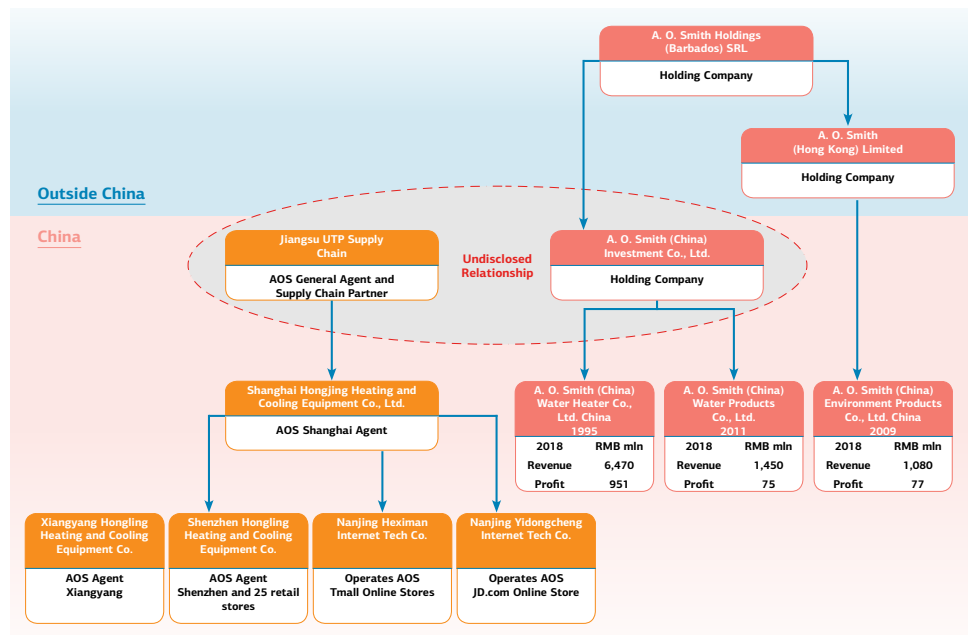 A. O. Smith Holdings
(Barbados) SRL
Holding Company
A. O. Smith
(Hong Kong) Limited
Holding Company
Outside China
China
Jiangsu UTP Supply
Chain
AOS General Agent and
Supply Chain Partner
Undisclosed
Relationship
A. O. Smith (China)
Investment Co., Ltd.
Holding Company
Shanghai Hongjing Heating and
Cooling Equipment Co., Ltd.
AOS Shanghai Agent
A. O. Smith (China)
Water Heater Co.,
Ltd. China
1995
2018 RMB mln
Revenue 6,470
Profit 951
A. O. Smith (China)
Water Products
Co., Ltd.
2011
2018 RMB mln
Revenue 1,450
Profit 75
A. O. Smith (China)
Environment Products
Co., Ltd. China
2009
2018 RMB mln
Revenue 1,080
Profit 77
Xiangyang Hongling
Heating and Cooling
Equipment Co.
AOS Agent
Xiangyang
Shenzhen Hongling
Heating and Cooling
Equipment Co.
AOS Agent
Shenzhen and 25 retail
stores
Nanjing Heximan
Internet Tech Co.
Operates AOS
Tmall Online Stores
Nanjing Yidongcheng
Internet Tech Co.
Operates AOS
JD.com Online Store